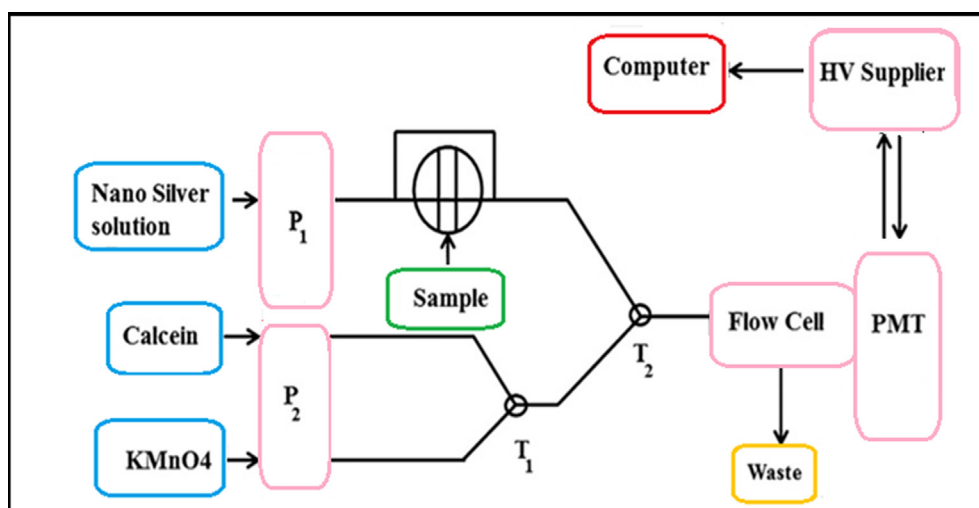 Computer
HV Supplier
Nano Silver
solution
P1
Sample
Calcein
P2
KMnO4
T1
T2
Flow Cell
PMT
Waste